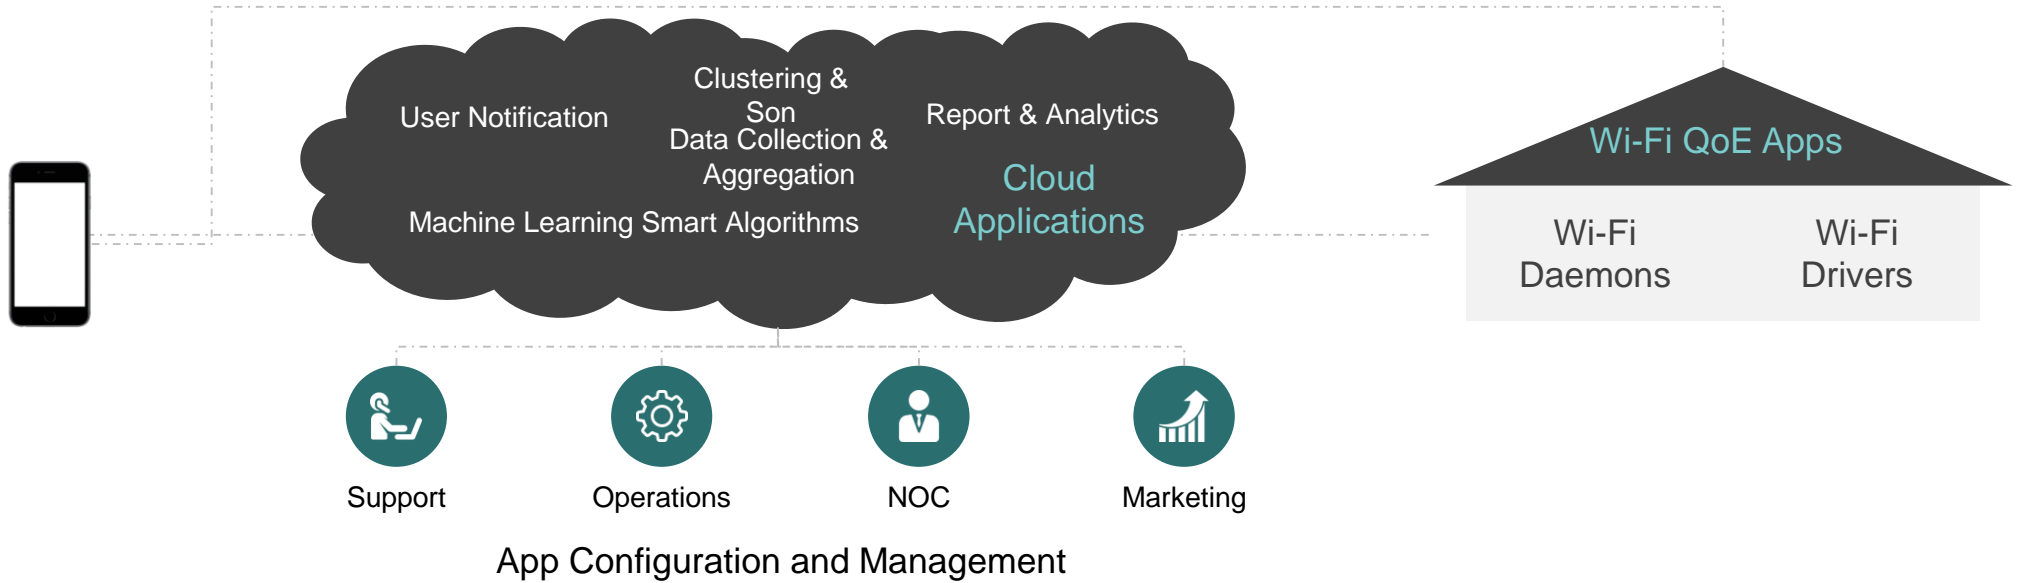 User Notification
Clustering &
Son
Data Collection &
Aggregation
Report & Analytics
Machine Learning Smart Algorithms
Cloud
Applications
Wi-Fi QoE Apps
Wi-Fi
Daemons
Wi-Fi
Drivers
Support
Operations
NOC
Marketing
App Configuration and Management